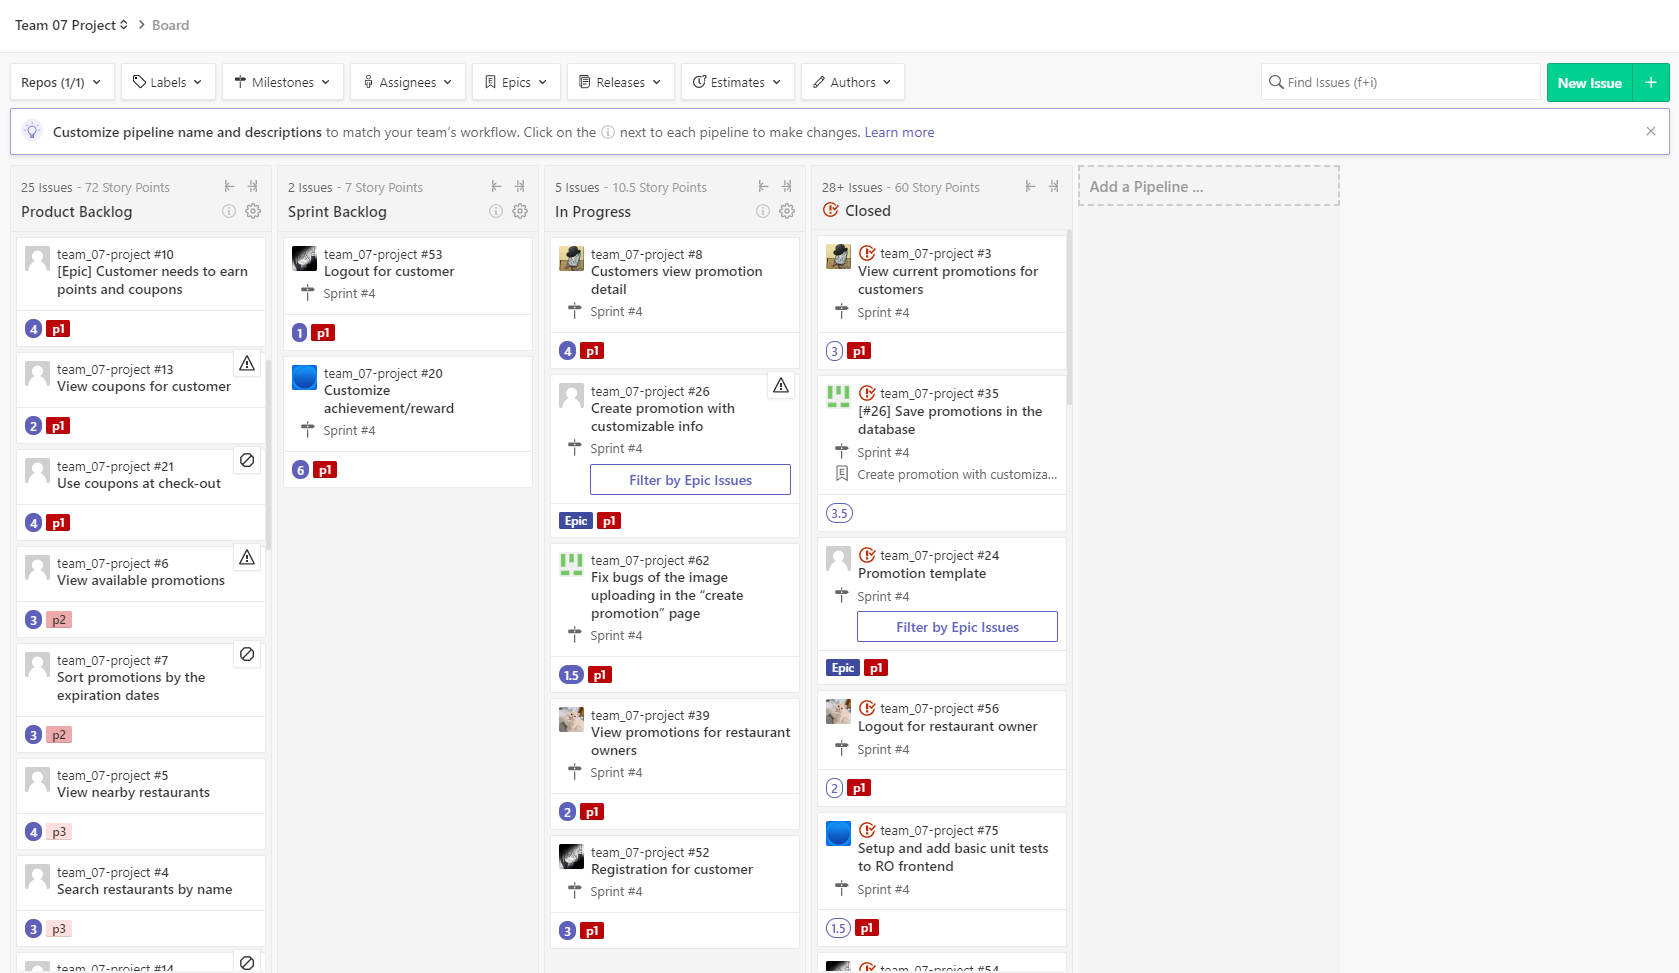 Team 07 Project
Board
Repos (1/1)
Labels
Milestones
Assignees
Epics
Releases
Estimates
Authors
Find Issues (f+i)
New Issue
+
Customize pipeline name and descriptions to match your team's workflow. Click on the ⓘ next to each pipeline to make changes. Learn more
25 Issues - 72 Story Points
Product Backlog
team_07-project #10
[Epic] Customer needs to earn
points and coupons
4 p1
team_07-project #13
View coupons for customer
2 p1
team_07-project #21
Use coupons at check-out
4 p1
team_07-project #6
View available promotions
3 p2
team_07-project #7
Sort promotions by the
expiration dates
3 p2
team_07-project #5
View nearby restaurants
4 p3
team_07-project #4
Search restaurants by name
3 p3
team_07-project #14
2 Issues - 7 Story Points
Sprint Backlog
team_07-project #53
Logout for customer
Sprint #4
1 p1
team_07-project #20
Customize
achievement/reward
Sprint #4
6 p1
5 Issues - 10.5 Story Points
In Progress
team_07-project #8
Customers view promotion
detail
Sprint #4
4 p1
team_07-project #26
Create promotion with
customizable info
Sprint #4
Filter by Epic Issues
Epic p1
team_07-project #62
Fix bugs of the image
uploading in the “create
promotion” page
Sprint #4
1.5 p1
team_07-project #39
View promotions for restaurant
owners
Sprint #4
2 p1
team_07-project #52
Registration for customer
Sprint #4
3 p1
28+ Issues - 60 Story Points
Closed
team_07-project #3
View current promotions for
customers
Sprint #4
3 p1
team_07-project #35
[#26] Save promotions in the
database
Sprint #4
Create promotion with customiza...
3.5
team_07-project #24
Promotion template
Sprint #4
Filter by Epic Issues
Epic p1
team_07-project #56
Logout for restaurant owner
Sprint #4
2 p1
team_07-project #75
Setup and add basic unit tests
to RO frontend
Sprint #4
1.5 p1
team_07-project #54
Add a Pipeline ...